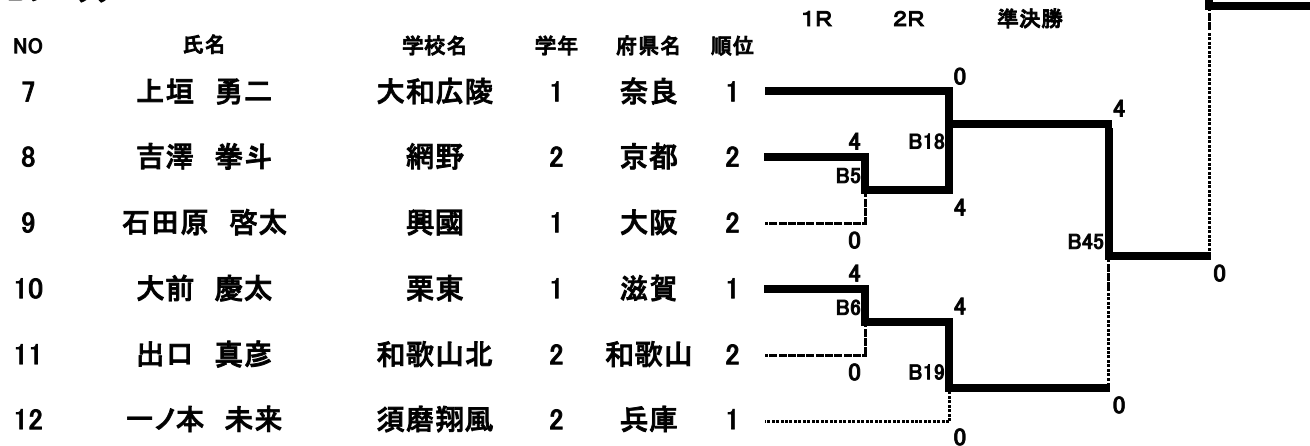 1R 2R 準決勝
NO 氏名 学校名 学年 府県名 順位
7 上垣 勇二 大和広陵 1 奈良 1 0
4
8 吉澤 拳斗 網野 2 京都 2 4 B18
B5
9 石田原 啓太 興國 1 大阪 2 4
0 B45
10 大前 慶太 栗東 1 滋賀 1 4 0
B6 4
11 出口 真彦 和歌山北 2 和歌山 2
0 B19
12 一ノ本 未来 須磨翔風 2 兵庫 1 0
0